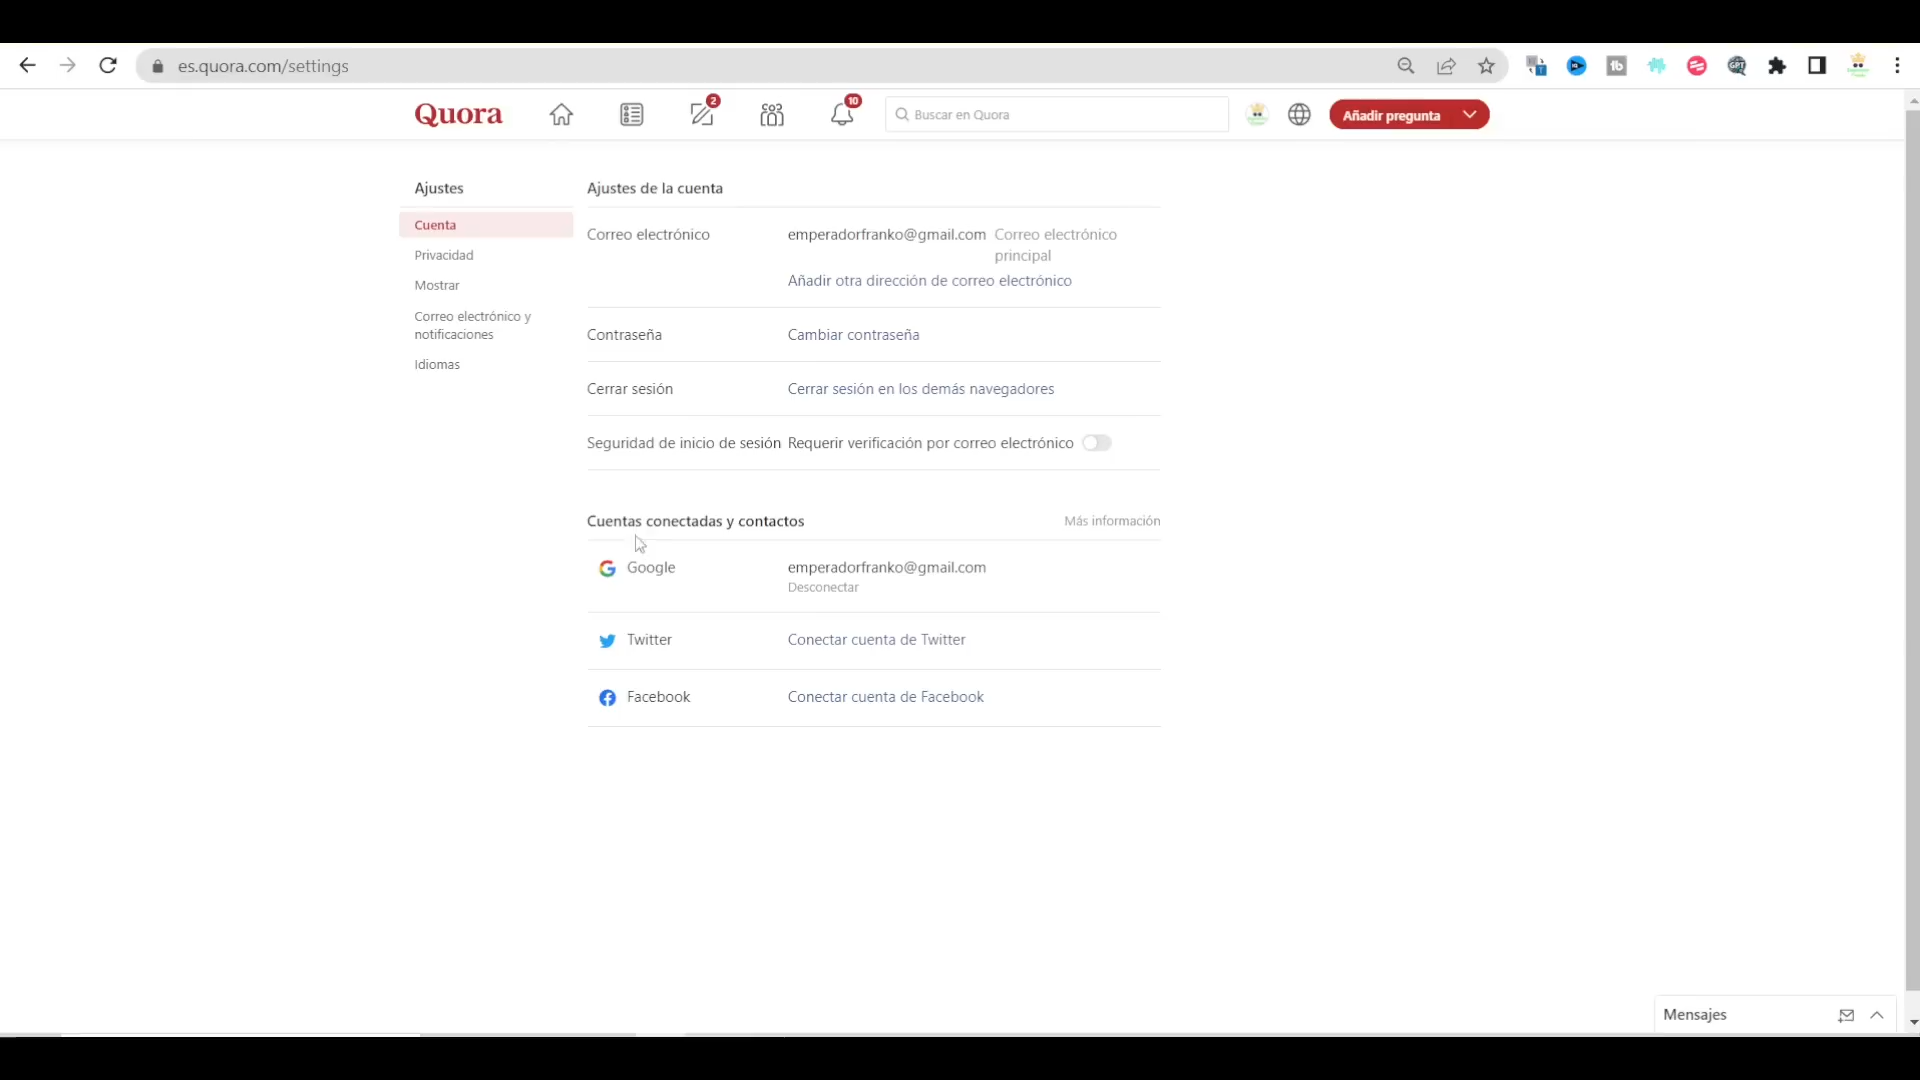 es.quora.com/settings
Quora
2
10
Buscar en Quora
Añadir pregunta
Ajustes
Cuenta
Privacidad
Mostrar
Correo electrónico y
notificaciones
Idiomas
Ajustes de la cuenta
Correo electrónico
emperadorfranko@gmail.com Correo electrónico
principal
Añadir otra dirección de correo electrónico
Contraseña
Cambiar contraseña
Cerrar sesión
Cerrar sesión en los demás navegadores
Seguridad de inicio de sesión
Requerir verificación por correo electrónico
Cuentas conectadas y contactos
Más información
Google
emperadorfranko@gmail.com
Desconectar
Twitter
Conectar cuenta de Twitter
Facebook
Conectar cuenta de Facebook
Mensajes